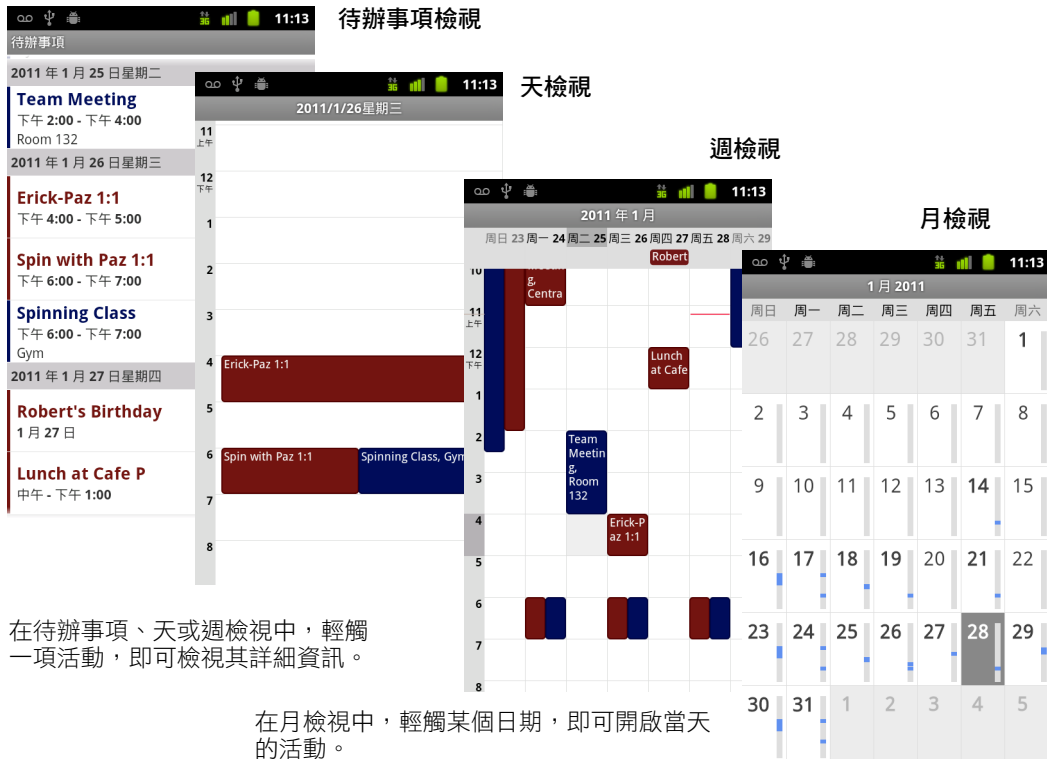 待辦事項檢視
11:13
待辦事項
2011 年 1 月 25 日星期二
Team Meeting
下午 2:00 - 下午 4:00
Room 132
2011 年 1 月 26 日星期三
Erick-Paz 1:1
下午 4:00 - 下午 5:00
Spin with Paz 1:1
下午 6:00 - 下午 7:00
Spinning Class
下午 6:00 - 下午 7:00
Gym
2011 年 1 月 27 日星期四
Robert's Birthday
1 月 27 日
Lunch at Cafe P
中午 - 下午 1:00
天檢視
3G
11:13
2011/1/26星期三
11
上午
12
下午
1
2
3
4
Erick-Paz 1:1
5
6
Spin with Paz 1:1
Spinning Class, Gym
7
8
週檢視
3G
11:13
2011 年 1 月
周日 23 周一 24 周二 25 周三 26 周四 27 周五 28 周六 29
Robert
10
g,
Centra
11
上午
12
下午
Lunch
at Cafe
1
2
Team
Meetin
g,
Room
132
3
4
Erick-P
az 1:1
5
6
7
8
月檢視
3G
11:13
1 月 2011
周日 周一 周二 周三 周四 周五 周六
26 27 28 29 30 31 1
2 3 4 5 6 7 8
9 10 11 12 13 14 15
16 17 18 19 20 21 22
23 24 25 26 27 28 29
30 31 1 2 3 4 5
在待辦事項、天或週檢視中，輕觸
一項活動，即可檢視其詳細資訊。
在月檢視中，輕觸某個日期，即可開啟當天
的活動。